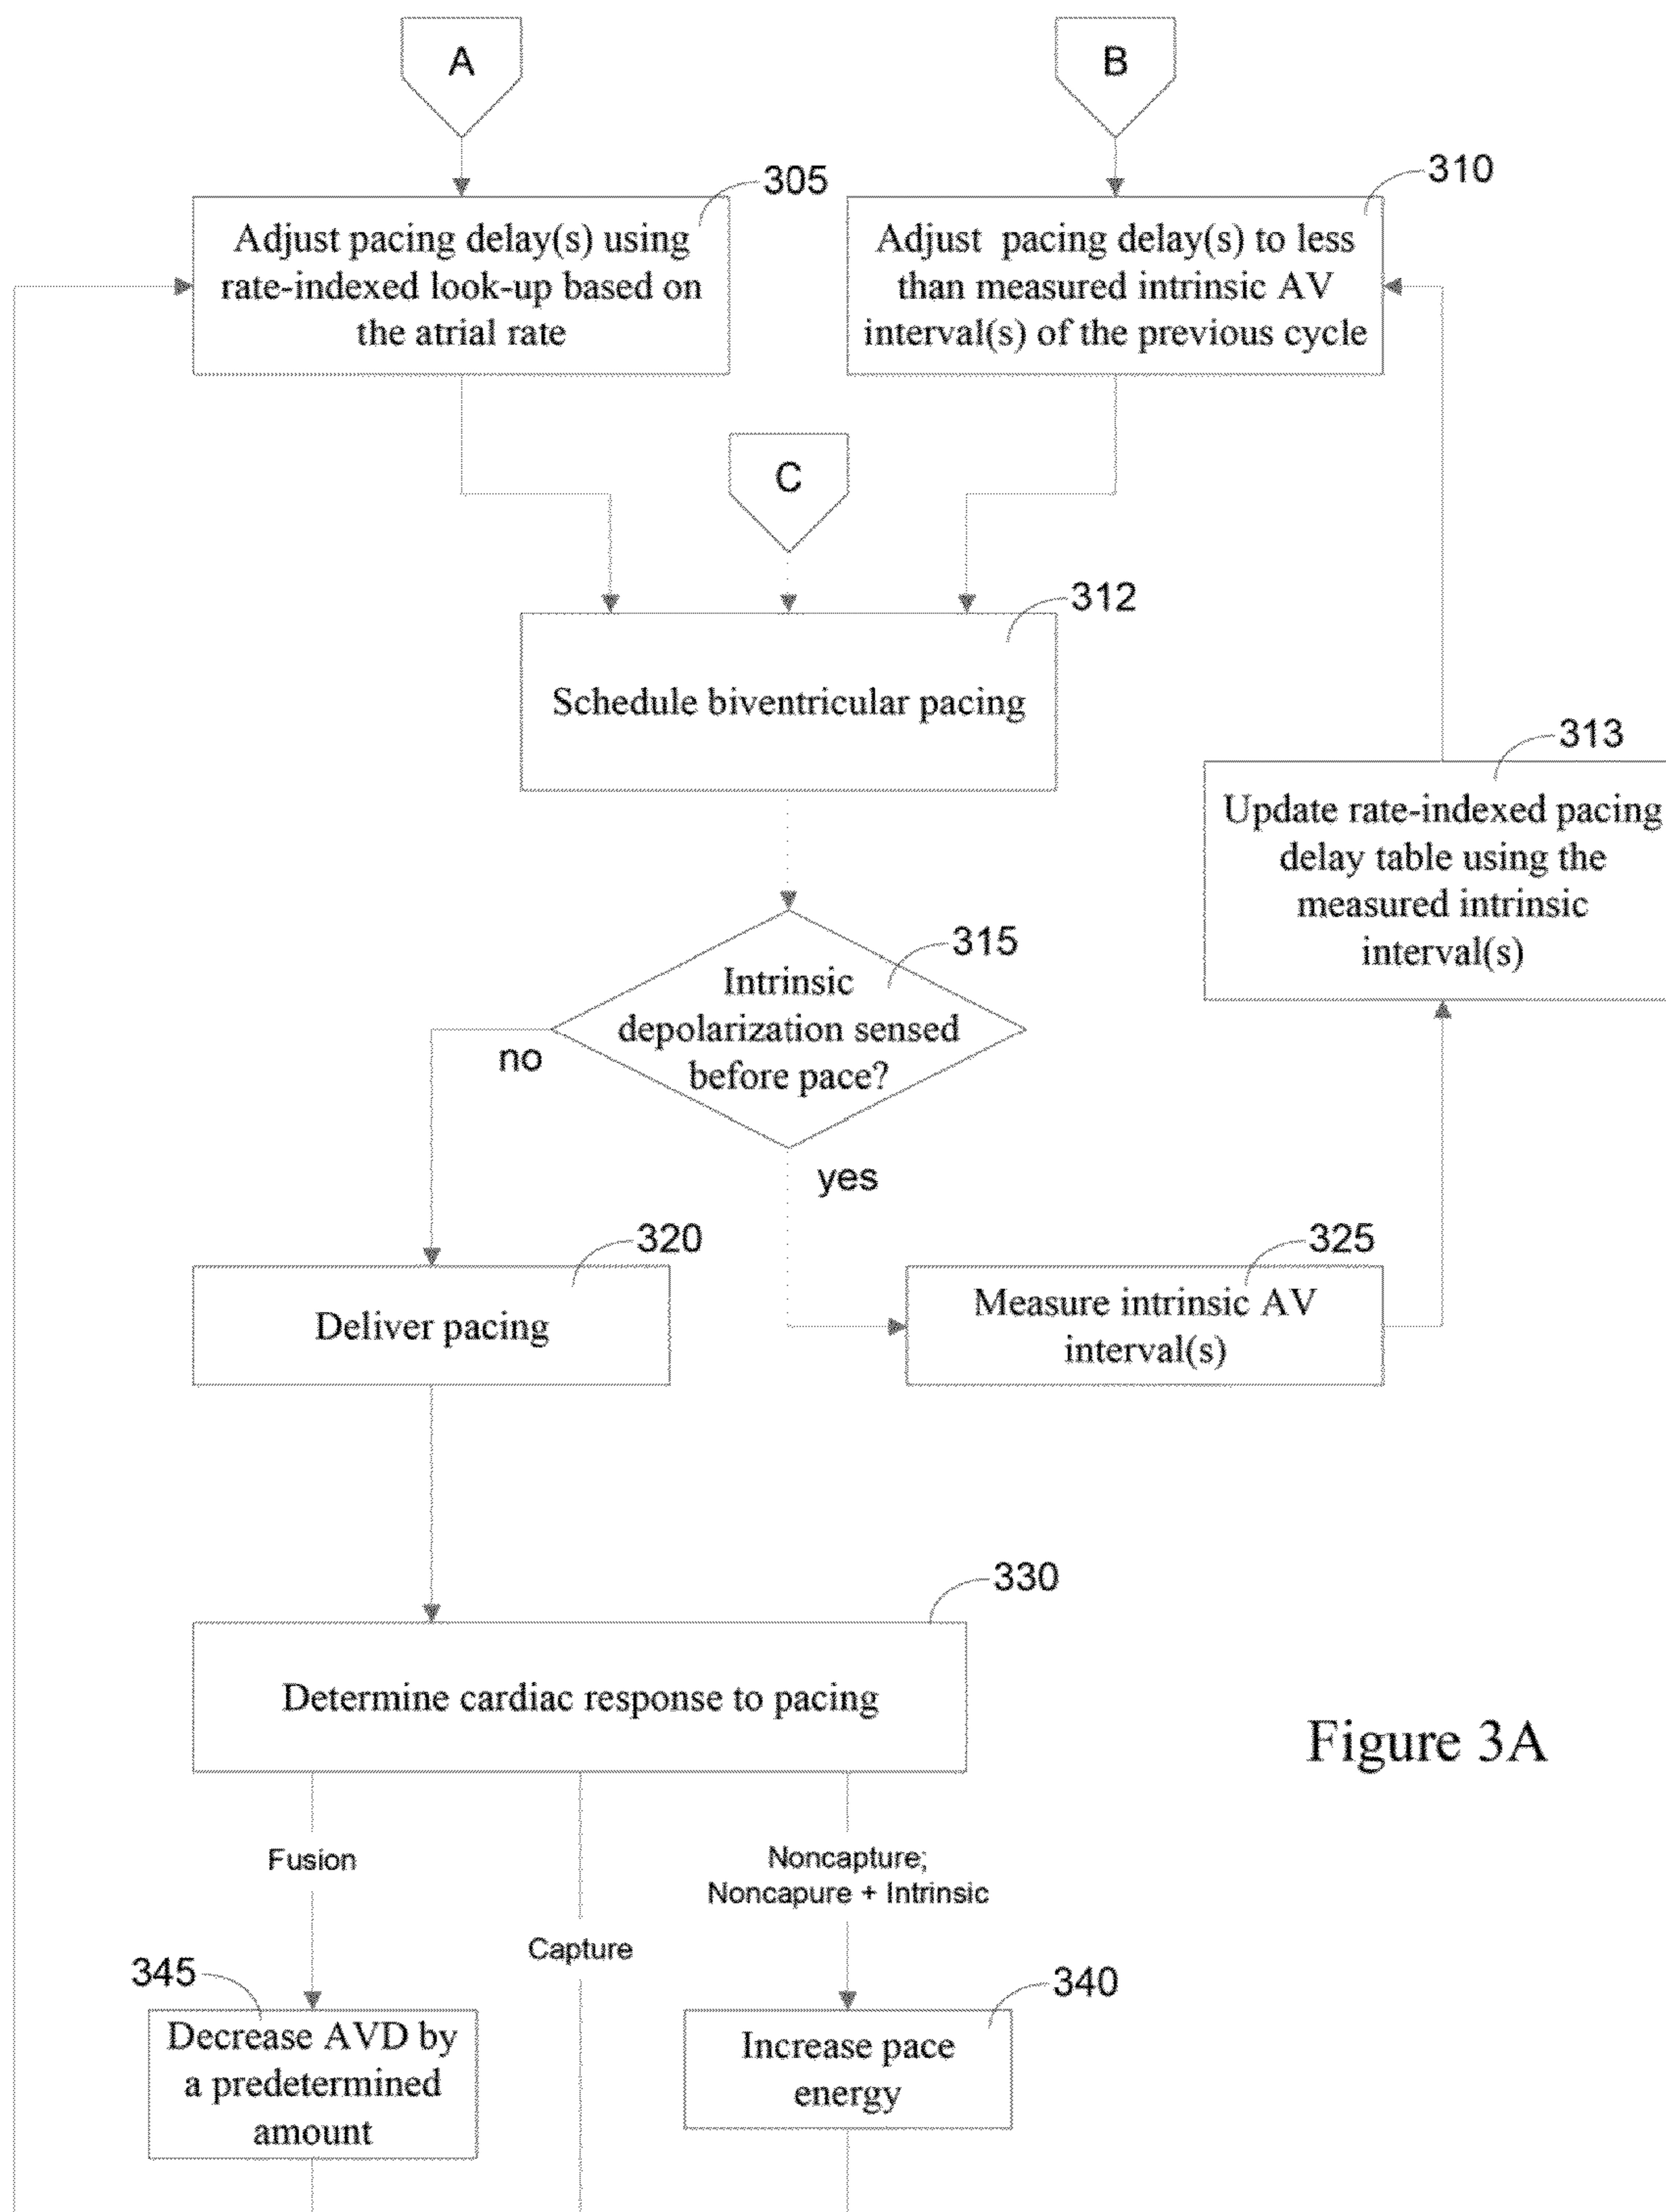 A
B
305
310
Adjust pacing delay(s) using
rate-indexed look-up based on
the atrial rate
Adjust pacing delay(s) to less
than measured intrinsic AV
interval(s) of the previous cycle
C
312
Schedule biventricular pacing
313
Update rate-indexed pacing
delay table using the
measured intrinsic
interval(s)
315
Intrinsic
depolarization sensed
before pace?
no
yes
320
Deliver pacing
325
Measure intrinsic AV
interval(s)
330
Determine cardiac response to pacing
Figure 3A
Fusion
Capture
Noncapture;
Noncapure + Intrinsic
345
Decrease AVD by
a predetermined
amount
340
Increase pace
energy